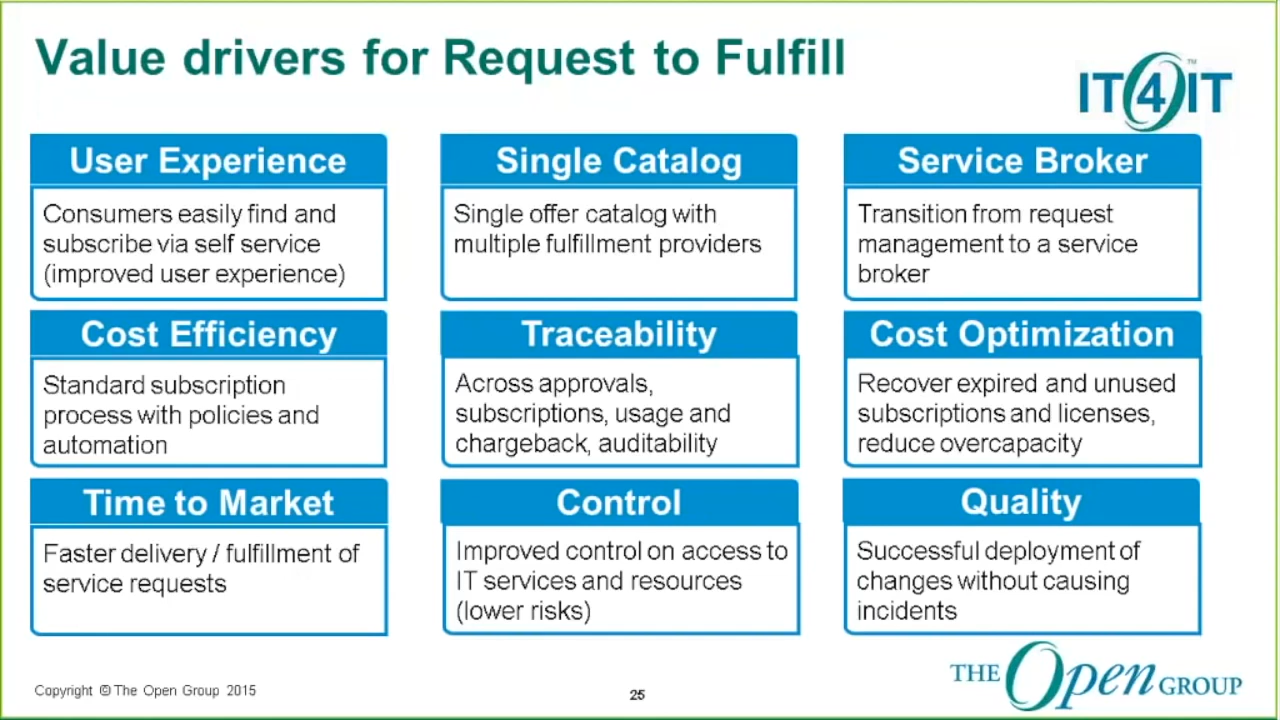 Value drivers for Request to Fulfill
IT4IT™
User Experience
Consumers easily find and
subscribe via self service
(improved user experience)
Single Catalog
Single offer catalog with
multiple fulfillment providers
Service Broker
Transition from request
management to a service
broker
Cost Efficiency
Standard subscription
process with policies and
automation
Traceability
Across approvals,
subscriptions, usage and
chargeback, auditability
Cost Optimization
Recover expired and unused
subscriptions and licenses,
reduce overcapacity
Time to Market
Faster delivery / fulfillment of
service requests
Control
Improved control on access to
IT services and resources
(lower risks)
Quality
Successful deployment of
changes without causing
incidents
Copyright © The Open Group 2015
25
THE Open GROUP